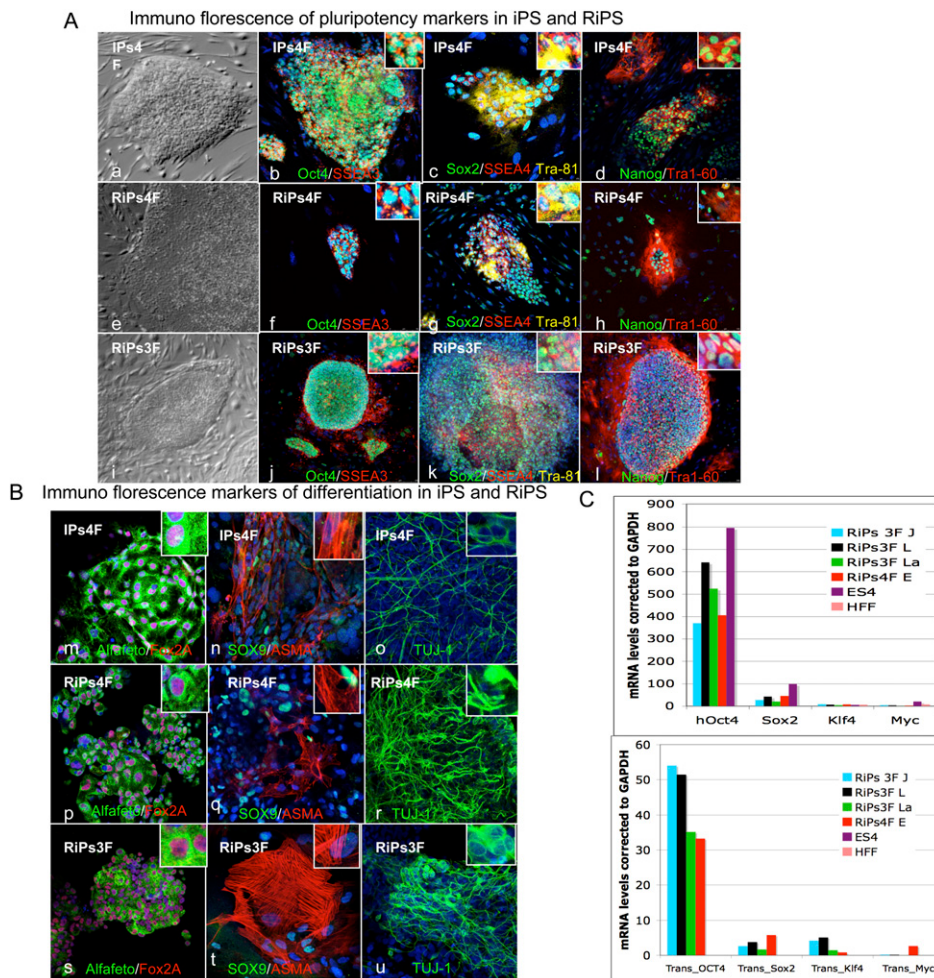 A Immuno florescence of pluripotency markers in iPS and RiPS
IPs4
F
a
IPs4F
b Oct4/SSEA3
IPs4F
c Sox2/SSEA4 Tra-81
IPs4F
d Nanog/Tra1-60
RiPs4F
e
RiPs4F
f Oct4/SSEA3
RiPs4F
g Sox2/SSEA4 Tra-81
RiPs4F
h Nanog/Tra1-60
RiPs3F
i
RiPs3F
j Oct4/SSEA3
RiPs3F
k Sox2/SSEA4 Tra-81
RiPs3F
l Nanog/Tra1-60
B Immuno florescence markers of differentiation in iPS and RiPS
IPs4F
m Alfafeto/Fox2A
IPs4F
n SOX9/ASMA
IPs4F
o TUJ-1
RiPs4F
p Alfafeto/Fox2A
RiPs4F
q SOX9/ASMA
RiPs4F
r TUJ-1
RiPs3F
s Alfafeto/Fox2A
RiPs3F
t SOX9/ASMA
RiPs3F
u TUJ-1
C
mRNA levels corrected to GAPDH
900
800
700
600
500
400
300
200
100
0
RiPs 3F J
RiPs3F L
RiPs3F La
RiPs4F E
ES4
HFF
hOct4 Sox2 Klf4 Myc
mRNA levels corrected to GAPDH
60
50
40
30
20
10
0
RiPs 3F J
RiPs3F L
RiPs3F La
RiPs4F E
ES4
HFF
Trans_OCT4 Trans_Sox2 Trans_Klf4 Trans_Myc